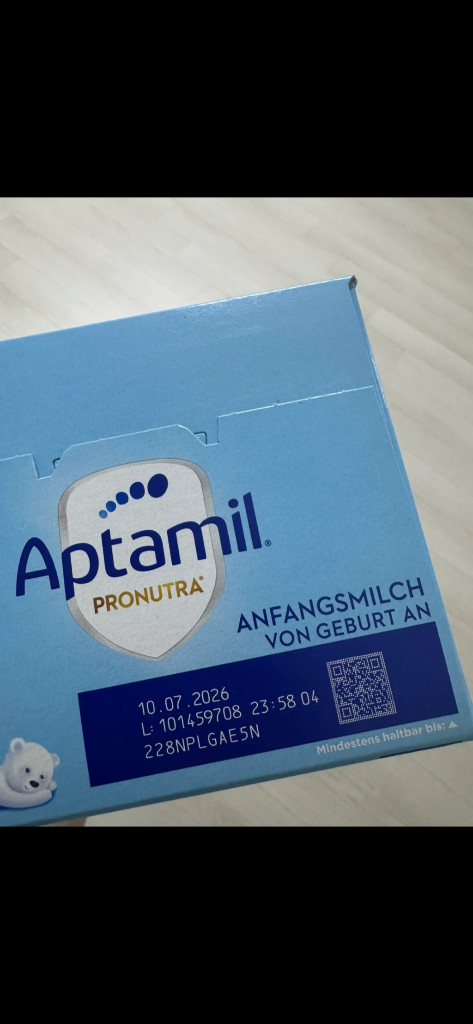 Aptamil®
PRONUTRA®
ANFANGSMILCH
VON GEBURT AN
10.07.2026
L: 101459708 23:58 04
228NPLGAE5N
Mindestens haltbar bis: ▲